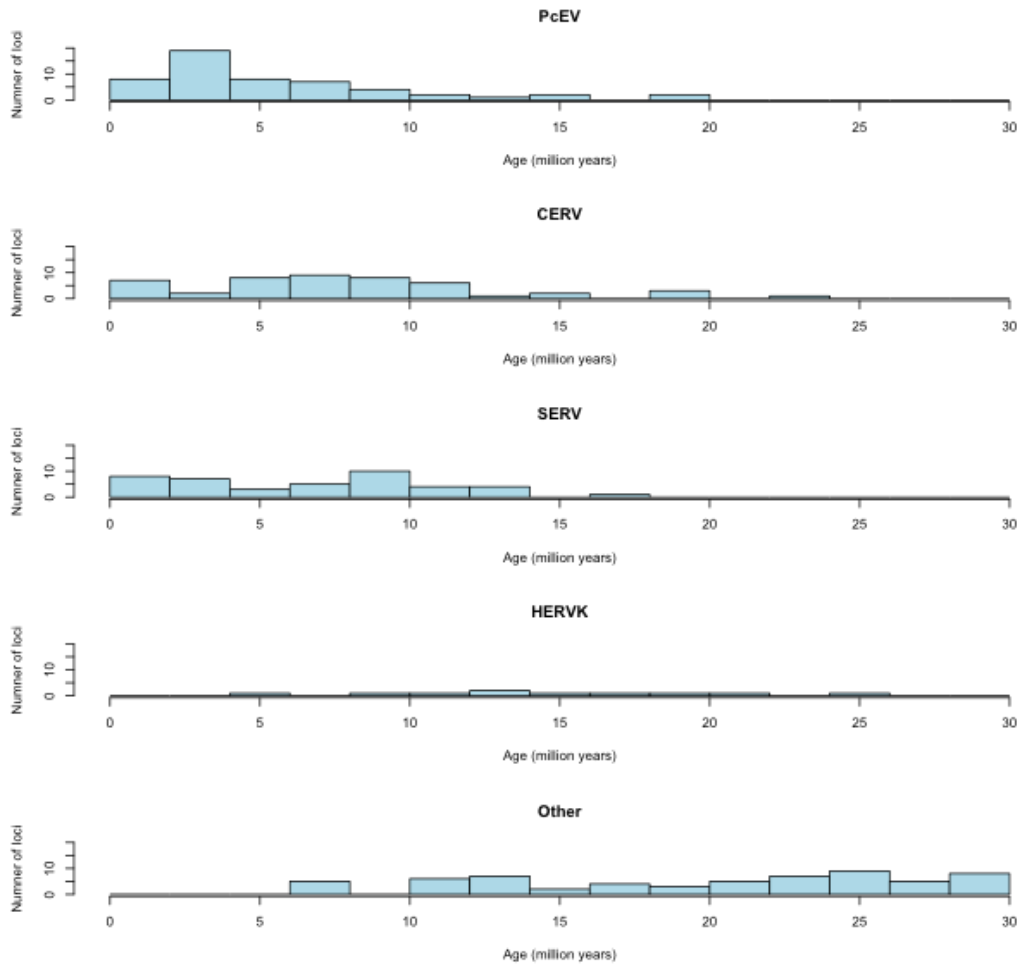 PcEV
Numner of loci
0 10
0 5 10 15 20 25 30
Age (million years)
CERV
Numner of loci
0 10
0 5 10 15 20 25 30
Age (million years)
SERV
Numner of loci
0 10
0 5 10 15 20 25 30
Age (million years)
HERVK
Numner of loci
0 10
0 5 10 15 20 25 30
Age (million years)
Other
Numner of loci
0 10
0 5 10 15 20 25 30
Age (million years)